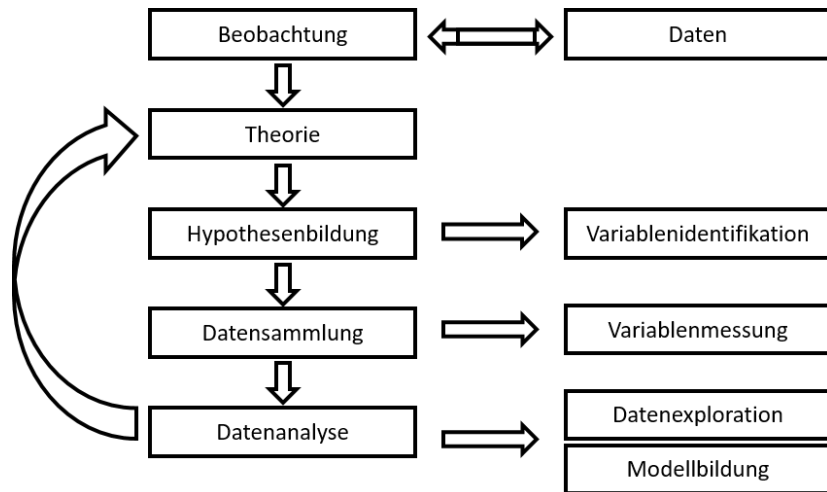 Beobachtung
Daten
Theorie
Hypothesenbildung
Variablenidentifikation
Datensammlung
Variablenmessung
Datenanalyse
Datenexploration
Modellbildung